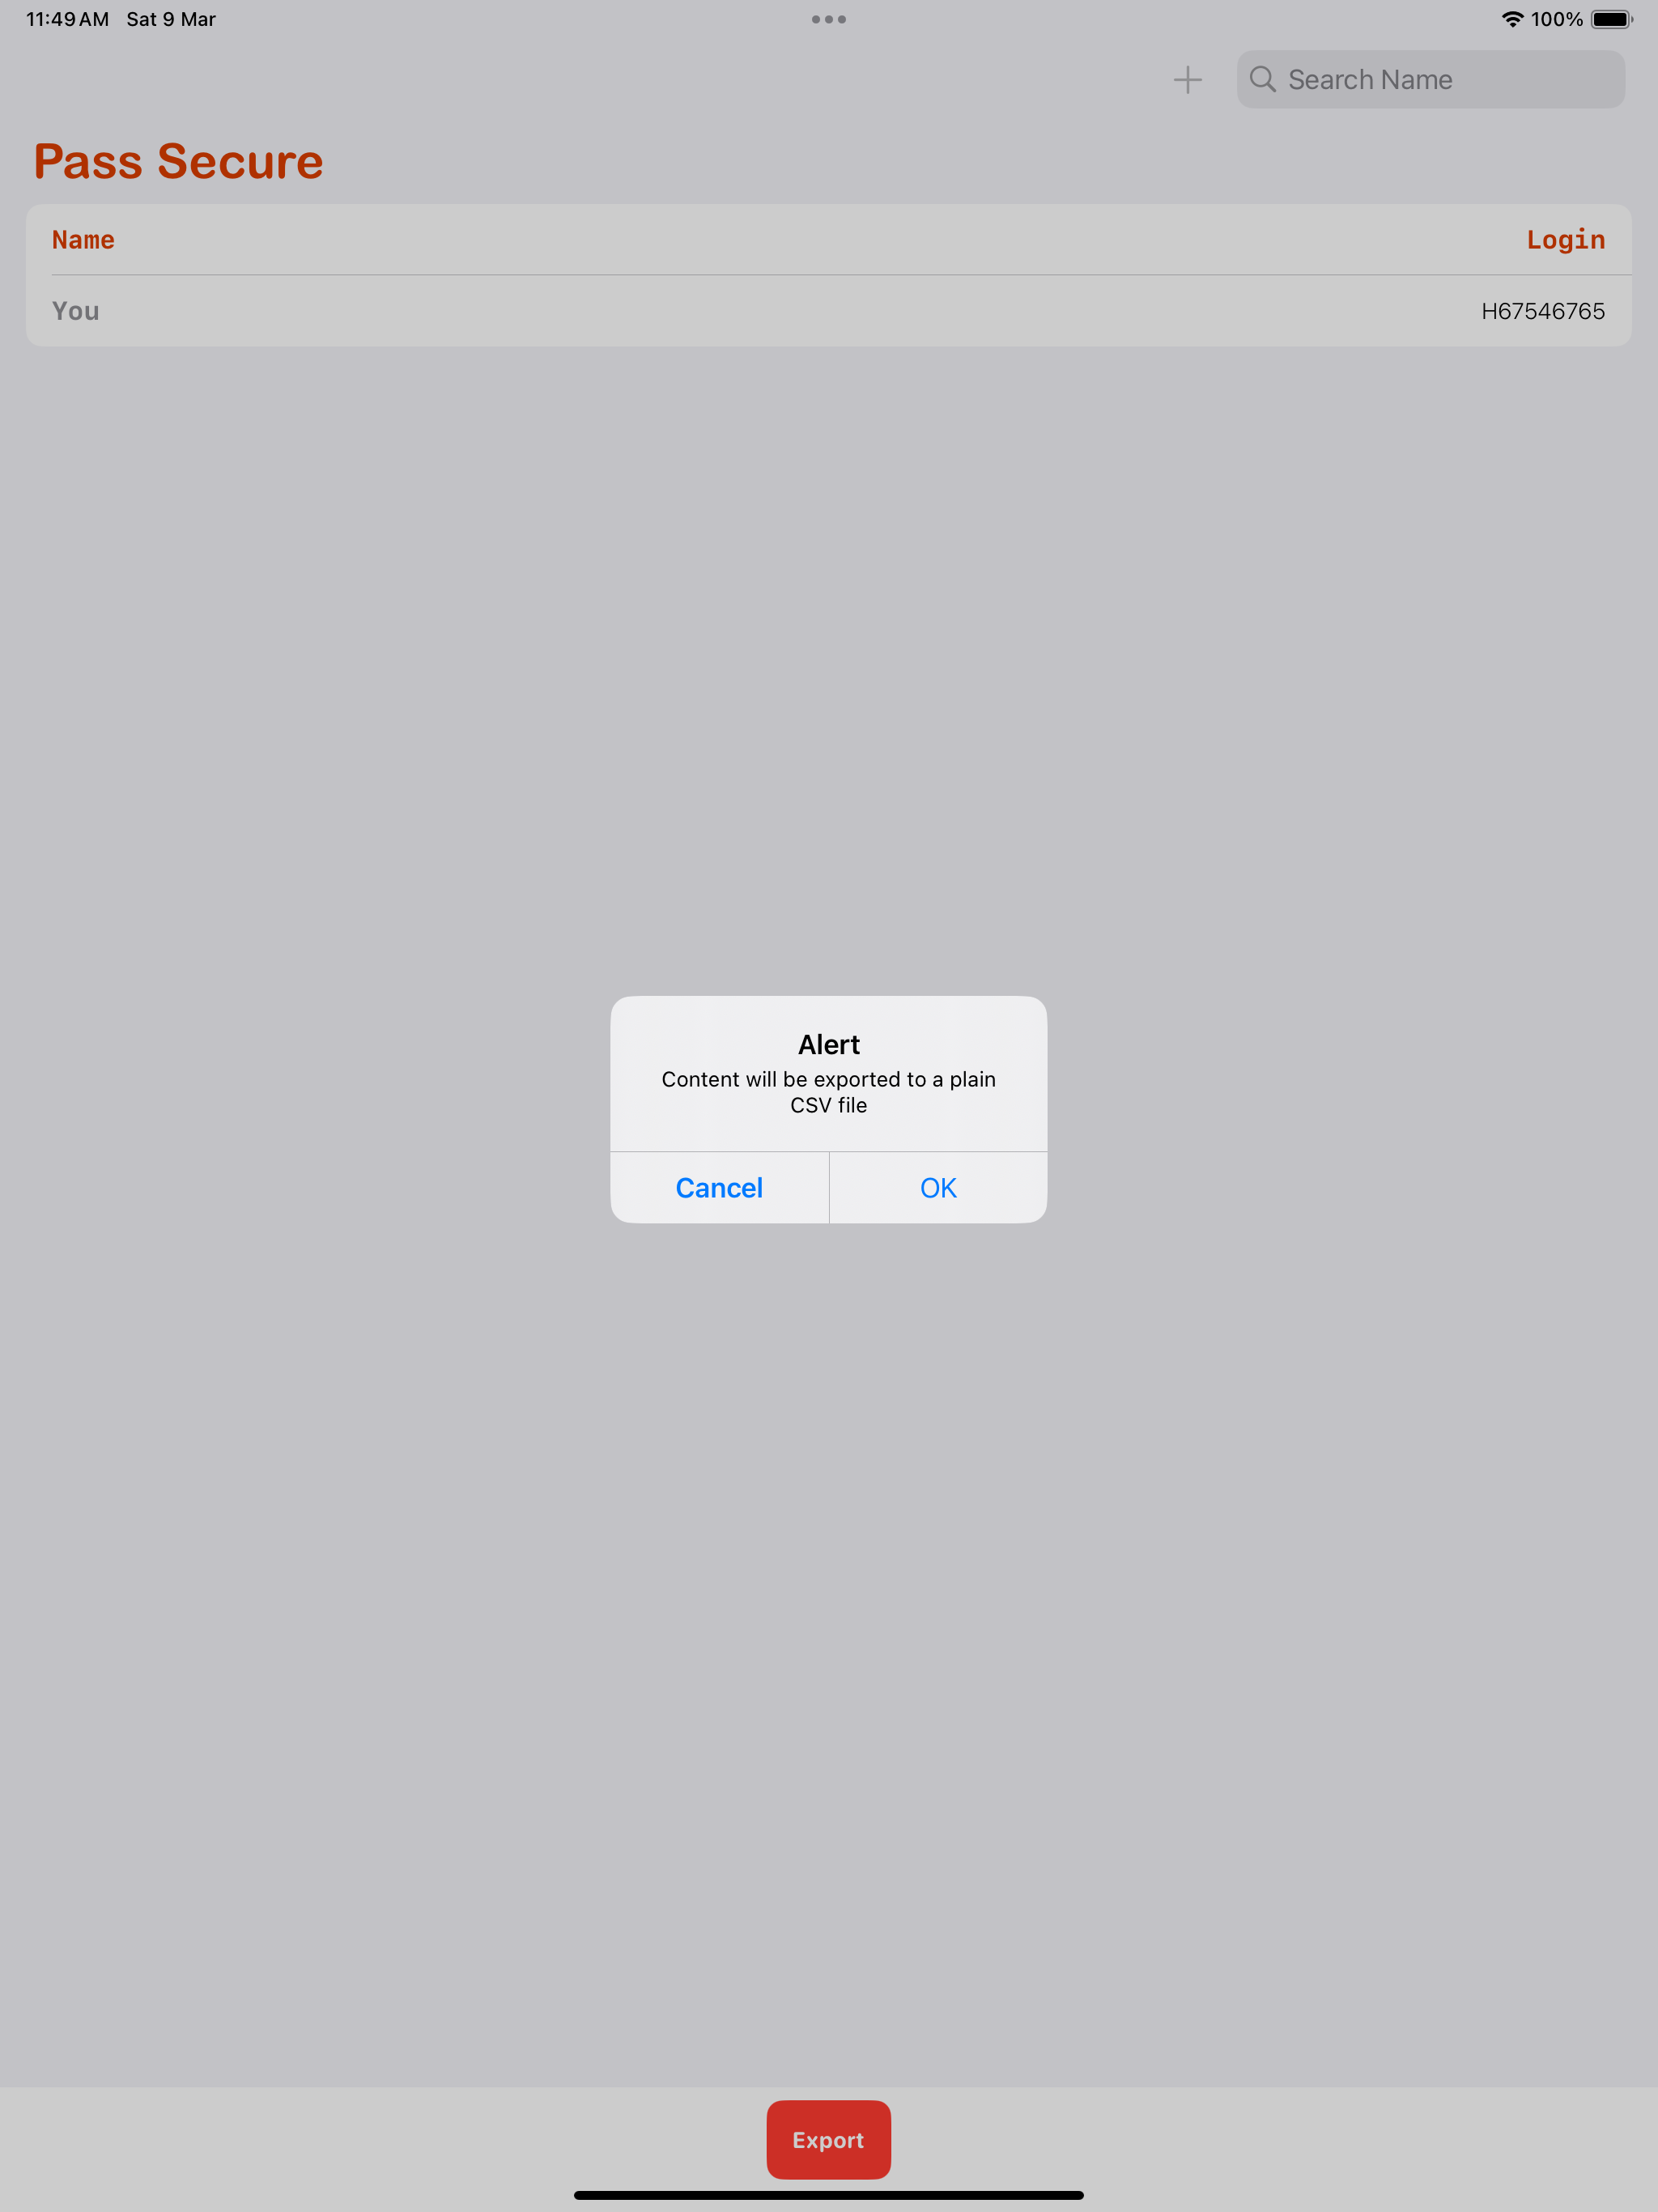 11:49 AM Sat 9 Mar
100%
Search Name
Pass Secure
Name Login
You H67546765
Alert
Content will be exported to a plain
CSV file
Cancel OK
Export